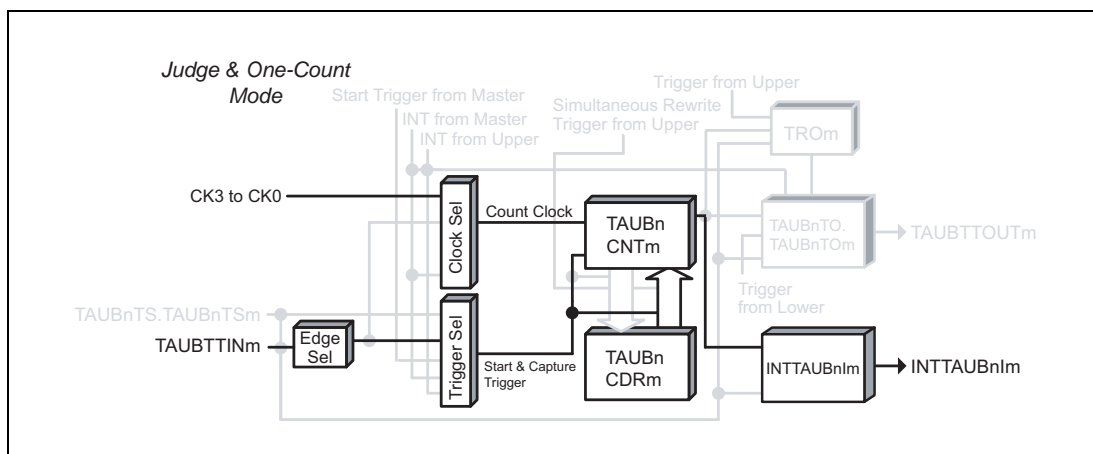 Judge & One-Count
Mode
Start Trigger from Master
INT from Master
INT from Upper
Simultaneous Rewrite
Trigger from Upper
Trigger from Upper
TROm
CK3 to CK0
Clock Sel
Count Clock
TAUBn
CNTm
TAUBnTO.
TAUBnTOm
TAUBTTOUTm
Trigger
from Lower
TAUBnTS.TAUBnTSm
TAUBTTINm
Edge
Sel
Trigger Sel
Start & Capture
Trigger
TAUBn
CDRm
INTTAUBnIm
INTTAUBnIm